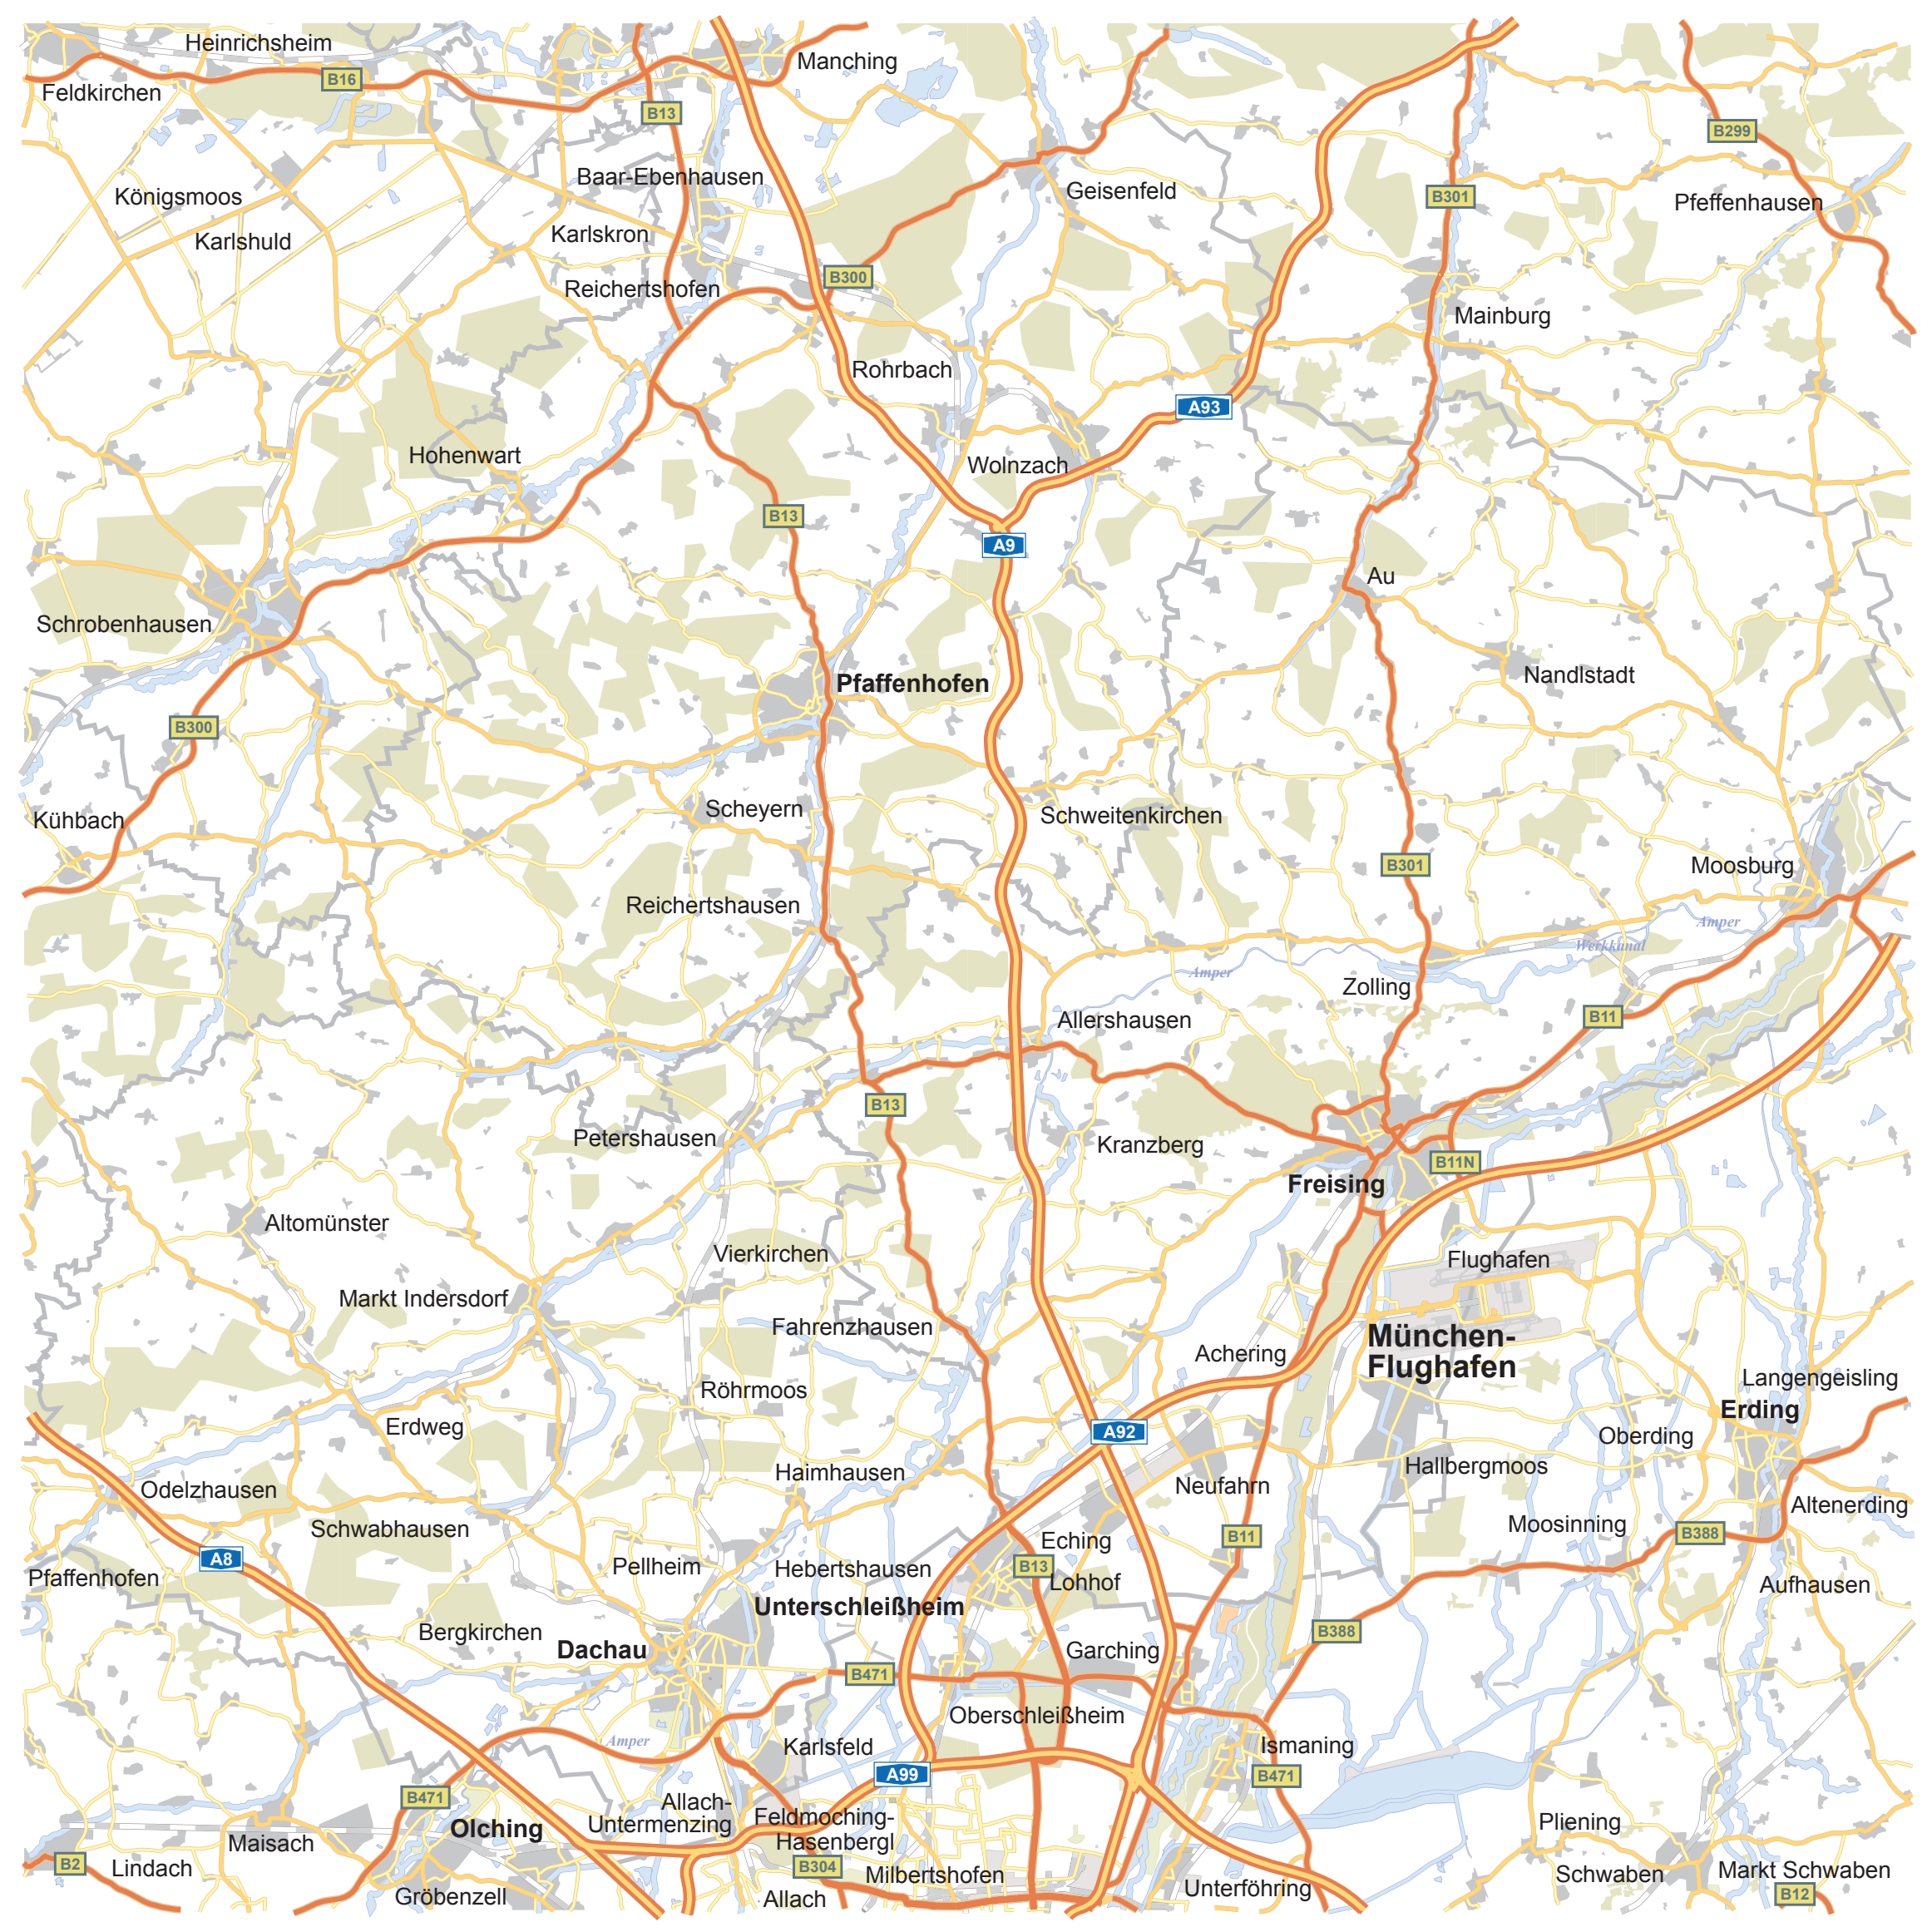 Heinrichsheim
Manching
B16
Feldkirchen
B13
B299
Baar-Ebenhausen
Geisenfeld
Königsmoos
B301
Pfeffenhausen
Karlskron
Karlshuld
B300
Reichertshofen
Mainburg
Rohrbach
A93
Hohenwart
Wolnzach
B13
A9
Au
Schrobenhausen
Nandlstadt
Pfaffenhofen
B300
Scheyern
Schweitenkirchen
Kühbach
B301
Moosburg
Reichertshausen
Amper
Werkkanal
Amper
Zolling
B11
Allershausen
B13
Petershausen
Kranzberg
B11N
Freising
Altomünster
Vierkirchen
Flughafen
Markt Indersdorf
Fahrenzhausen
München-
Flughafen
Achering
Langengeisling
Röhrmoos
Erding
Erdweg
A92
Oberding
Haimhausen
Hallbergmoos
Neufahrn
Odelzhausen
Altenerding
Schwabhausen
Moosinning
B388
B11
Eching
A8
Pellheim
Hebertshausen
B13
Pfaffenhofen
Lohhof
Aufhausen
Unterschleißheim
Bergkirchen
B388
Dachau
Garching
B471
Oberschleißheim
Amper
Karlsfeld
Ismaning
A99
B471
B471
Allach-
Untermenzing
Feldmoching-
Hasenbergl
Olching
Pliening
Maisach
B2
Lindach
B304
Milbertshofen
Schwaben
Markt Schwaben
Gröbenzell
Allach
Unterföhring
B12